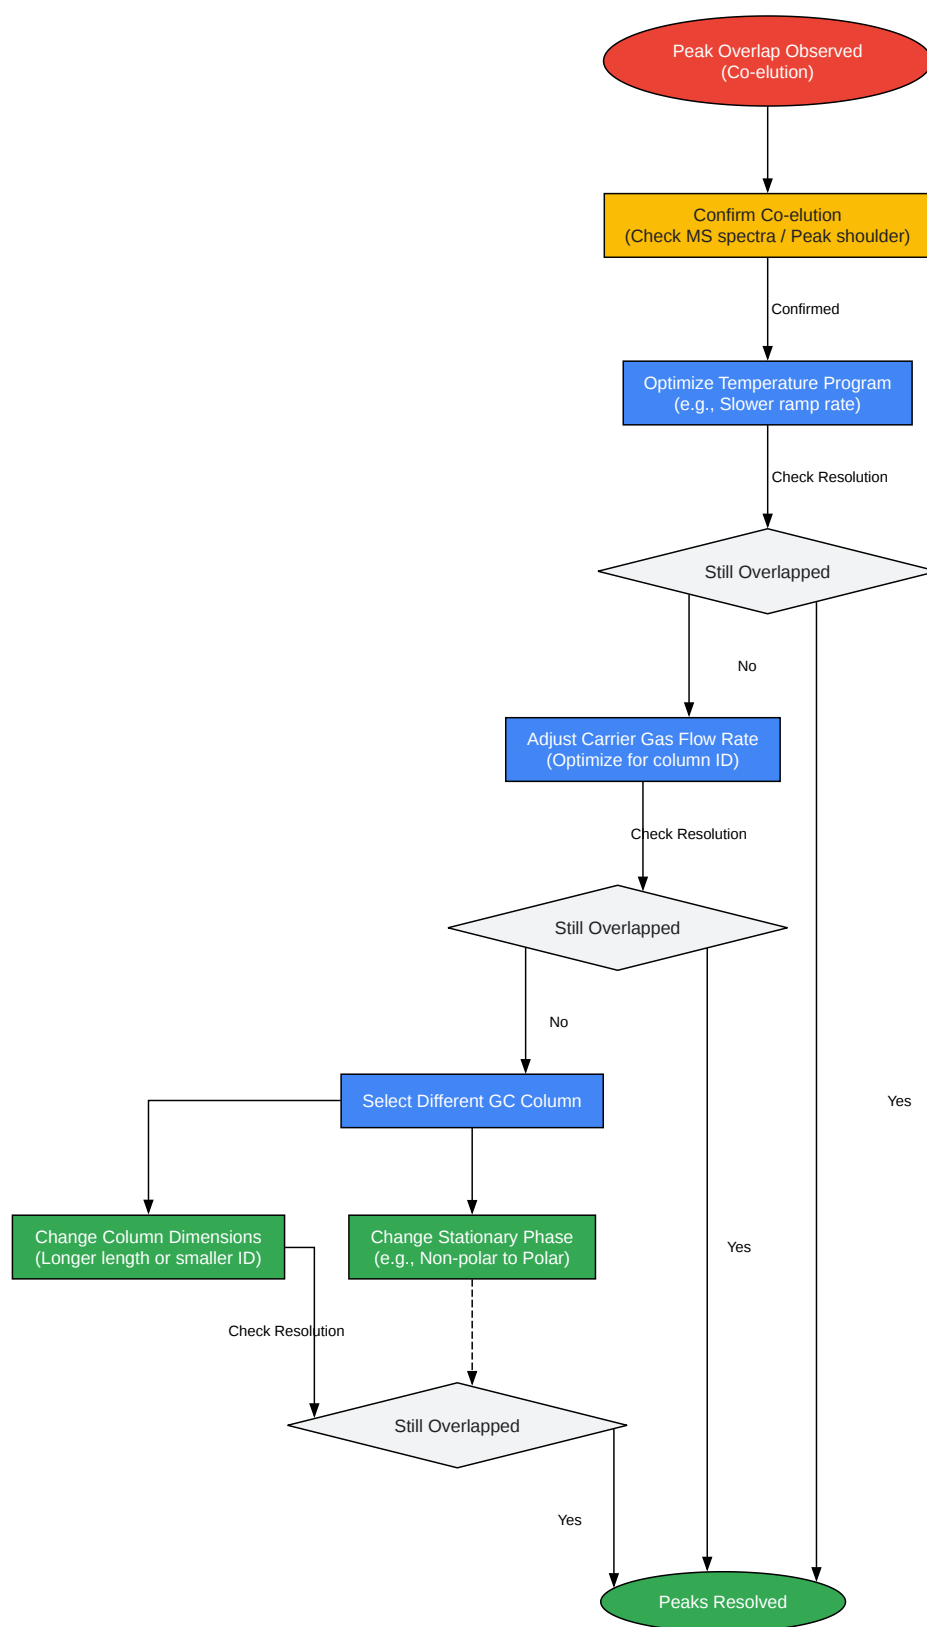 Peak Overlap Observed
(Co-elution)
Confirm Co-elution
(Check MS spectra / Peak shoulder)
Confirmed
Optimize Temperature Program
(e.g., Slower ramp rate)
Check Resolution
Still Overlapped
No
Adjust Carrier Gas Flow Rate
(Optimize for column ID)
Check Resolution
Still Overlapped
No
Select Different GC Column
Yes
Change Column Dimensions
(Longer length or smaller ID)
Change Stationary Phase
(e.g., Non-polar to Polar)
Yes
Check Resolution
Still Overlapped
Yes
Peaks Resolved